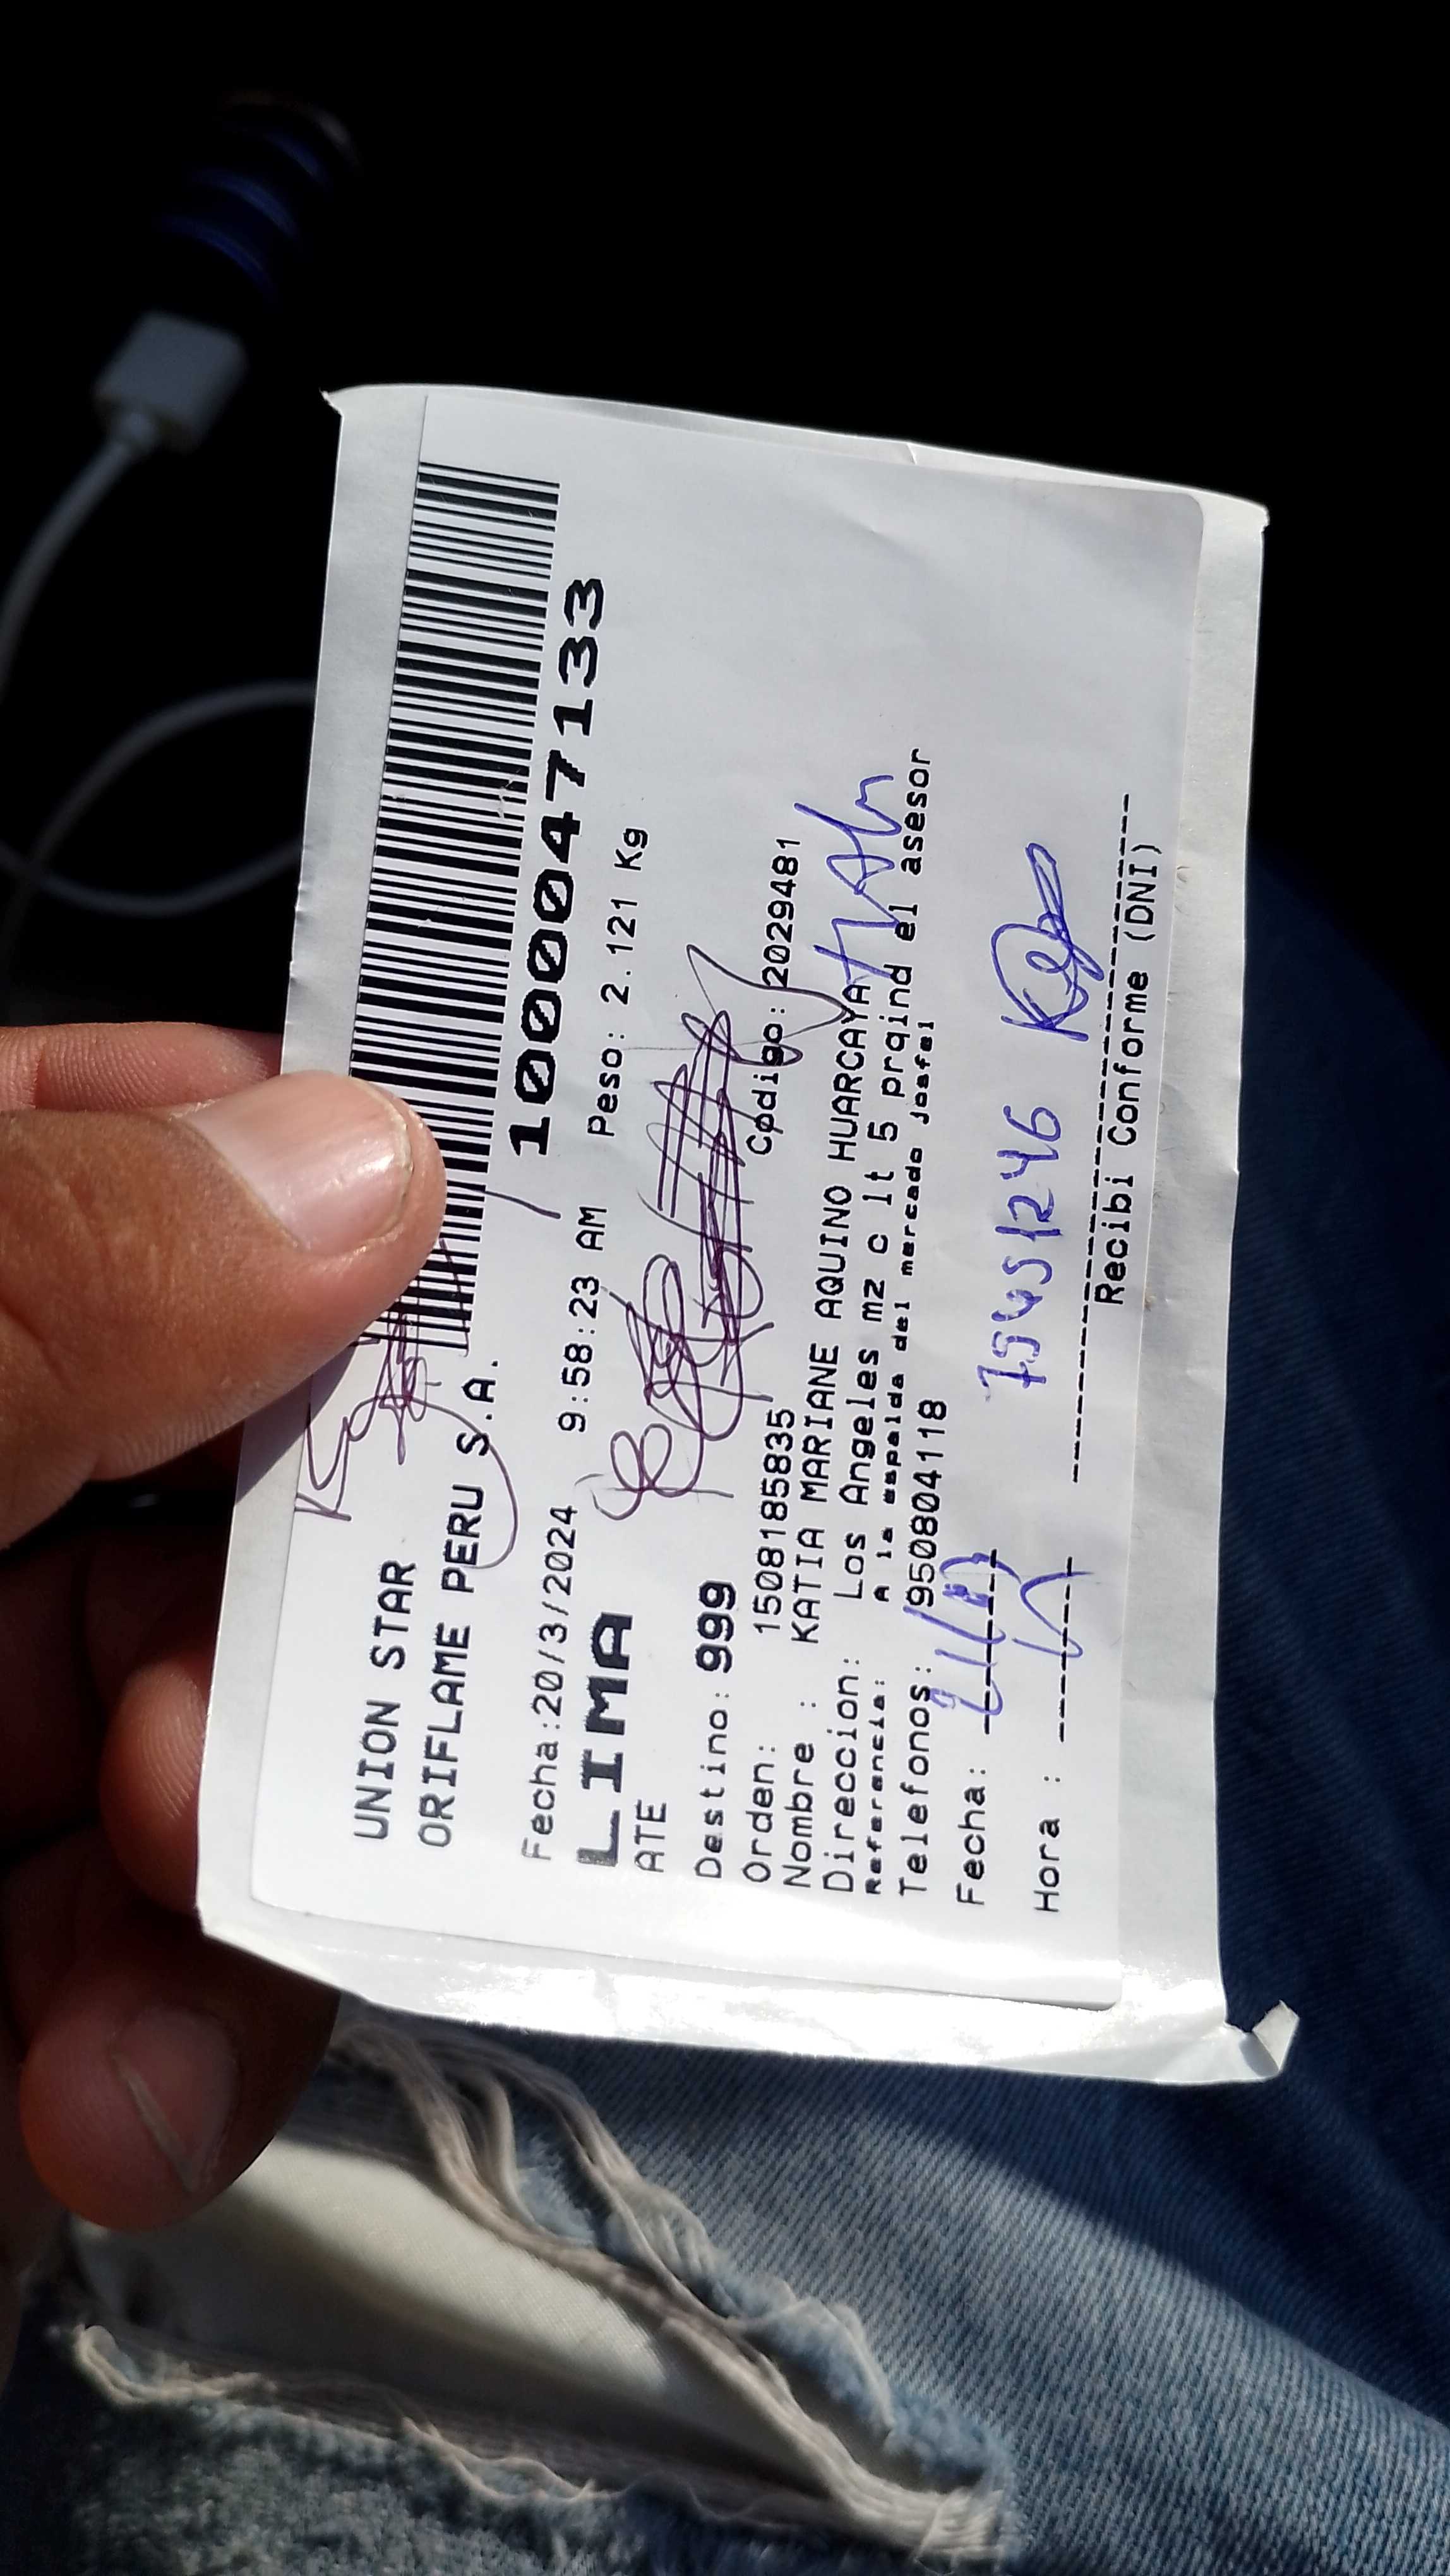 UNION STAR
ORIFLAME PERU S.A.
100047133
Fecha:20/3/2024 9:58:23 AM Peso: 2.121 Kg
LIMA
ATE
Destino: 999
Orden: 1508185835 Codigo: 2029481
Nombre : KATIA MARIANE AQUINO HUARCAYA
Direccion: Los Angeles mz c lt 5 prqind el asesor
Referencia: A la espalda del mercado Josfel
Telefonos: 950804118
Fecha:
Hora : 75451246
Recibi Conforme (DNI)